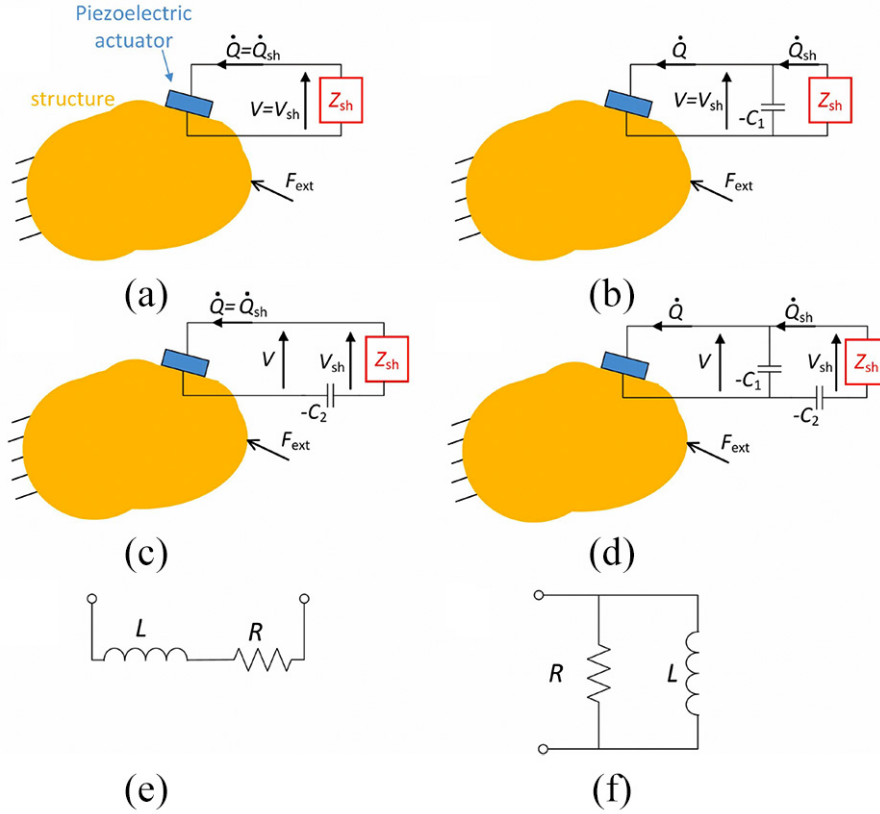 Piezoelectric
actuator
structure
Q̇=Q̇sh
V=Vsh
Zsh
Fext
(a)
Q̇
Q̇sh
V=Vsh
-C1
Zsh
Fext
(b)
Q̇=Q̇sh
V
Vsh
Zsh
-C2
Fext
(c)
Q̇
Q̇sh
V
-C1
Vsh
Zsh
-C2
Fext
(d)
L
R
(e)
R
L
(f)